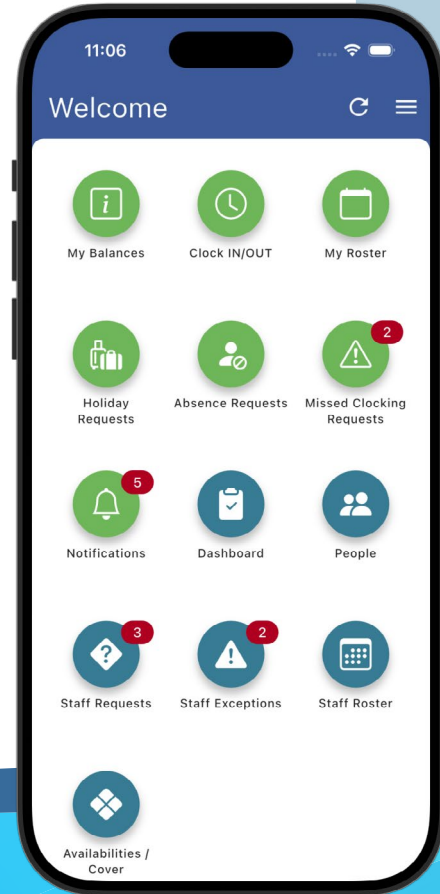 11:06
Welcome
My Balances
Clock IN/OUT
My Roster
2
Holiday
Requests
Absence Requests
Missed Clocking
Requests
5
Notifications
Dashboard
People
3
2
Staff Requests
Staff Exceptions
Staff Roster
Availabilities /
Cover